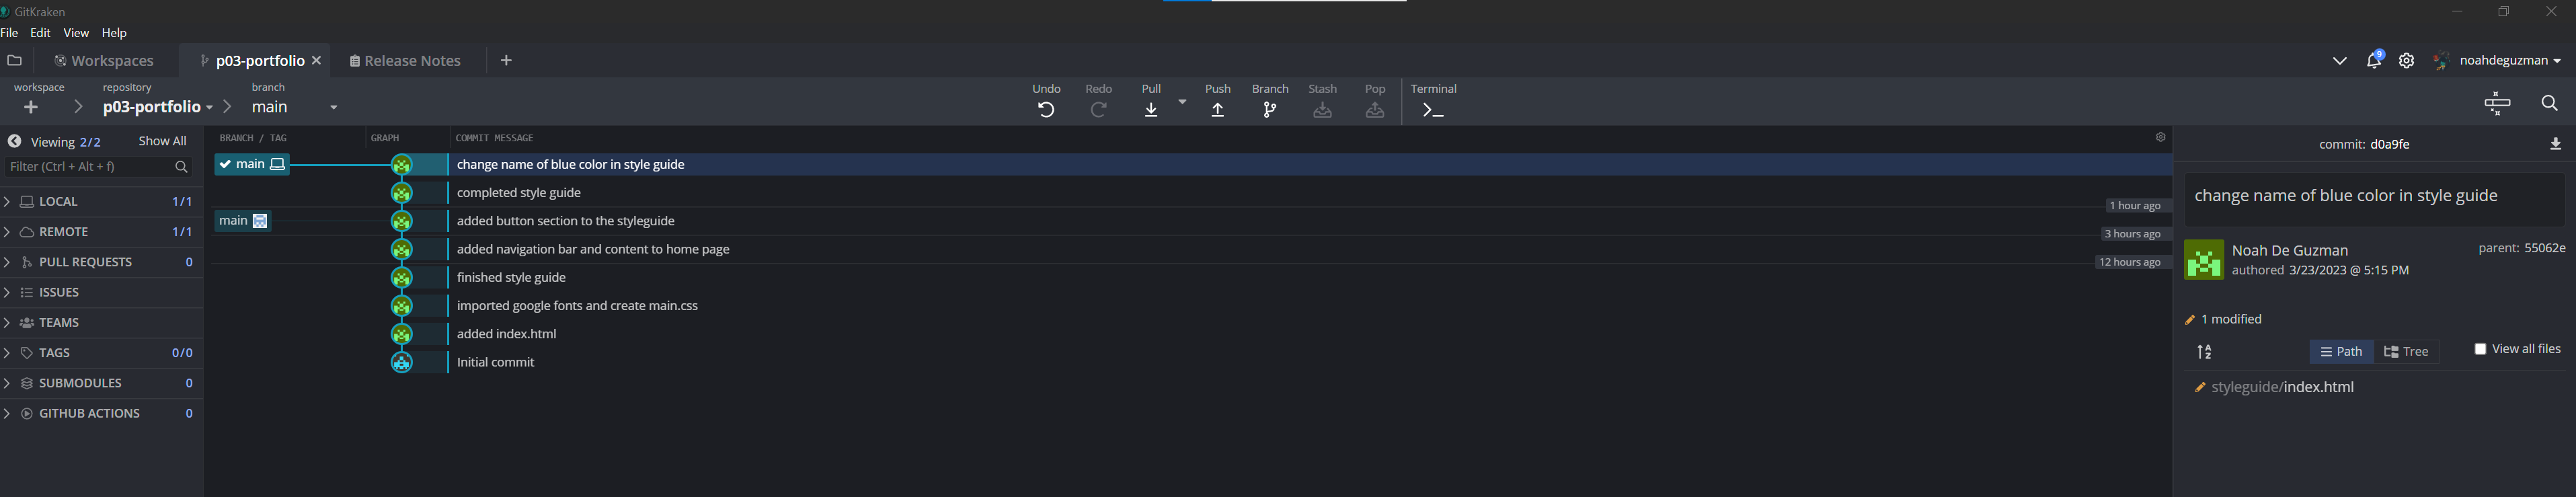 GitKraken
File Edit View Help
Workspaces p03-portfolio Release Notes
9 noahdeguzman
workspace repository branch
p03-portfolio main
Undo Redo Pull Push Branch Stash Pop Terminal
Viewing 2/2 Show All
Filter (Ctrl + Alt + f)
LOCAL 1/1
REMOTE 1/1
PULL REQUESTS 0
ISSUES
TEAMS
TAGS 0/0
SUBMODULES 0
GITHUB ACTIONS 0
BRANCH / TAG GRAPH COMMIT MESSAGE
main change name of blue color in style guide
completed style guide
1 hour ago
main added button section to the styleguide
3 hours ago
added navigation bar and content to home page
12 hours ago
finished style guide
imported google fonts and create main.css
added index.html
Initial commit
commit: d0a9fe
change name of blue color in style guide
Noah De Guzman parent: 55062e
authored 3/23/2023 @ 5:15 PM
1 modified
A
Z
Path Tree View all files
styleguide/index.html